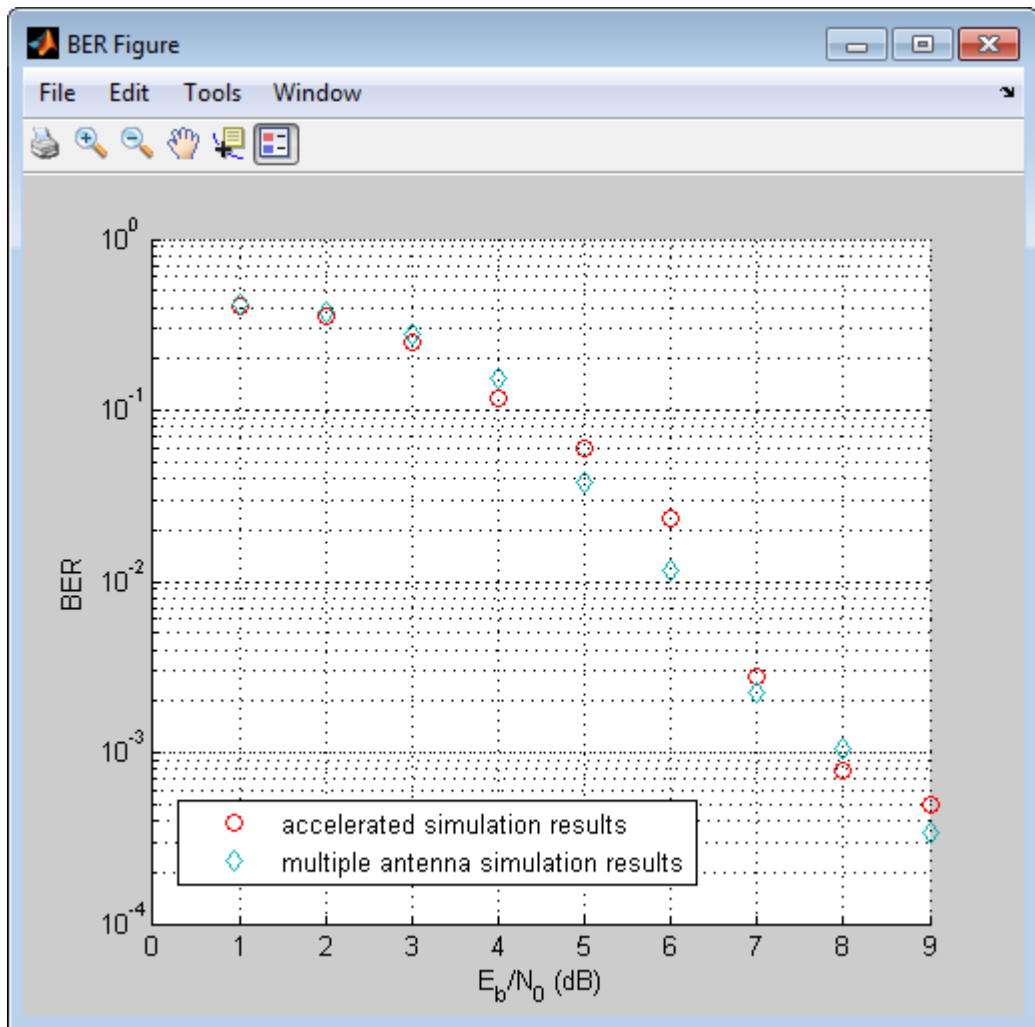 BER Figure
File Edit Tools Window
10^0
10^-1
10^-2
10^-3
10^-4
BER
accelerated simulation results
multiple antenna simulation results
0 1 2 3 4 5 6 7 8 9
E_b/N_0 (dB)